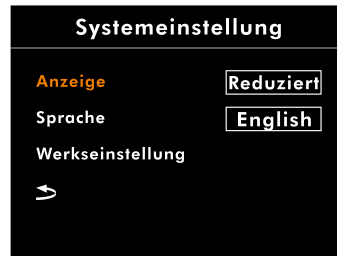 Systemeinstellung
Anzeige Reduziert
Sprache English
Werkseinstellung